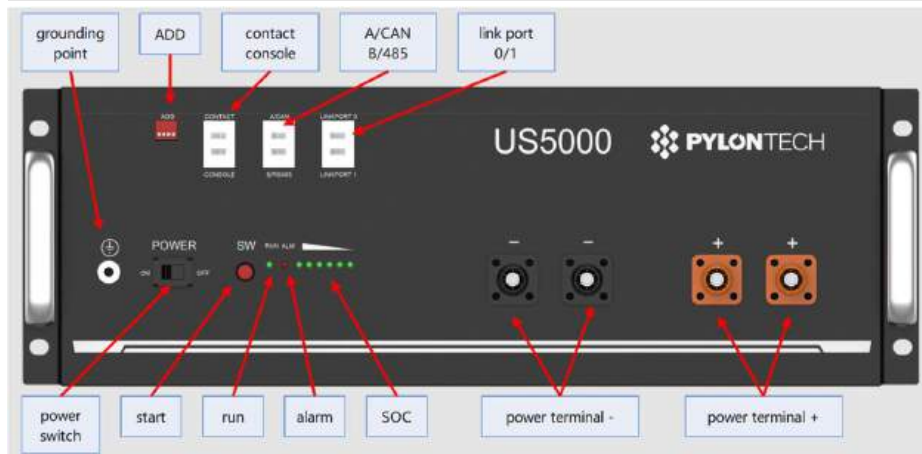 grounding
point
ADD
contact
console
A/CAN
B/485
link port
0/1
ADD
CONTACT
A/CAN
LINKPORT 0
CONSOLE
B/RS485
LINKPORT 1
US5000
PYLONTECH
POWER
ON
OFF
SW
RUN
ALM
−
−
+
+
power
switch
start
run
alarm
SOC
power terminal -
power terminal +